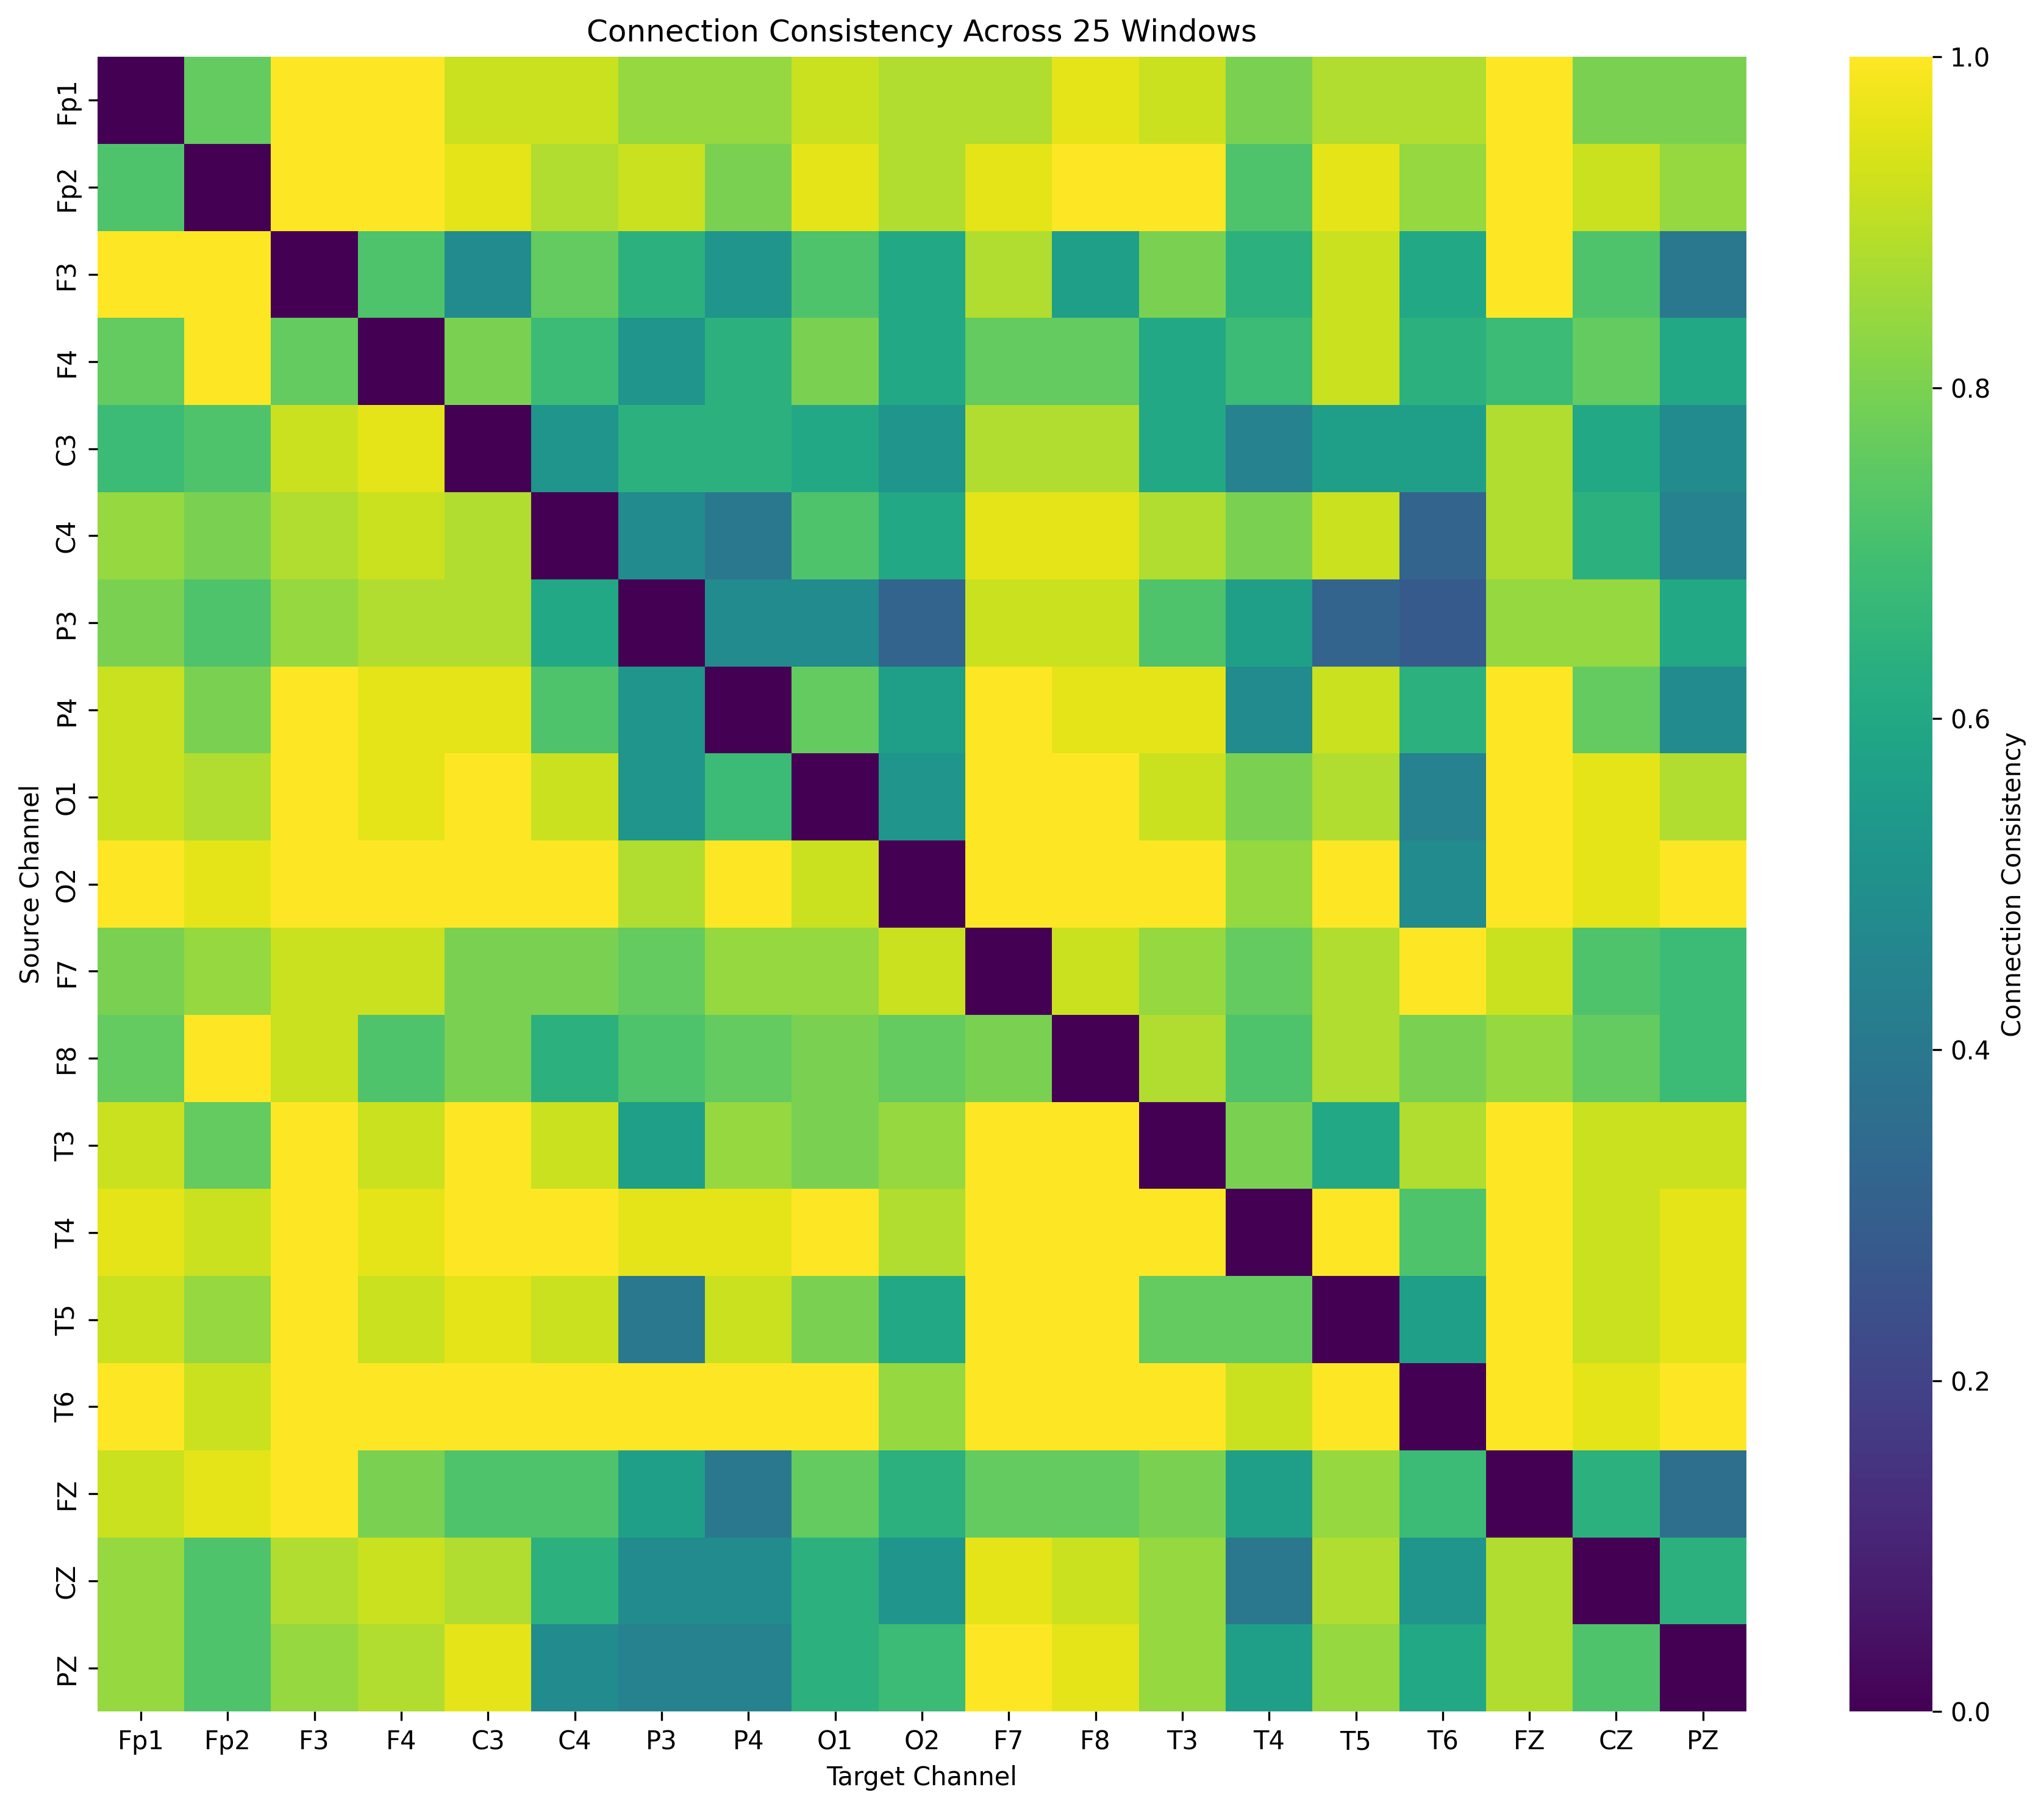 Connection Consistency Across 25 Windows
Source Channel
Fp1
Fp2
F3
F4
C3
C4
P3
P4
O1
O2
F7
F8
T3
T4
T5
T6
FZ
CZ
PZ
Fp1 Fp2 F3 F4 C3 C4 P3 P4 O1 O2 F7 F8 T3 T4 T5 T6 FZ CZ PZ
Target Channel
1.0
0.8
0.6
0.4
0.2
0.0
Connection Consistency